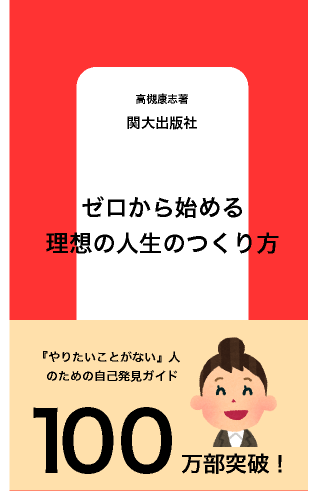 高槻康志著
関大出版社
ゼロから始める
理想の人生のつくり方
『やりたいことがない』人
のための自己発見ガイド
100
万部突破！